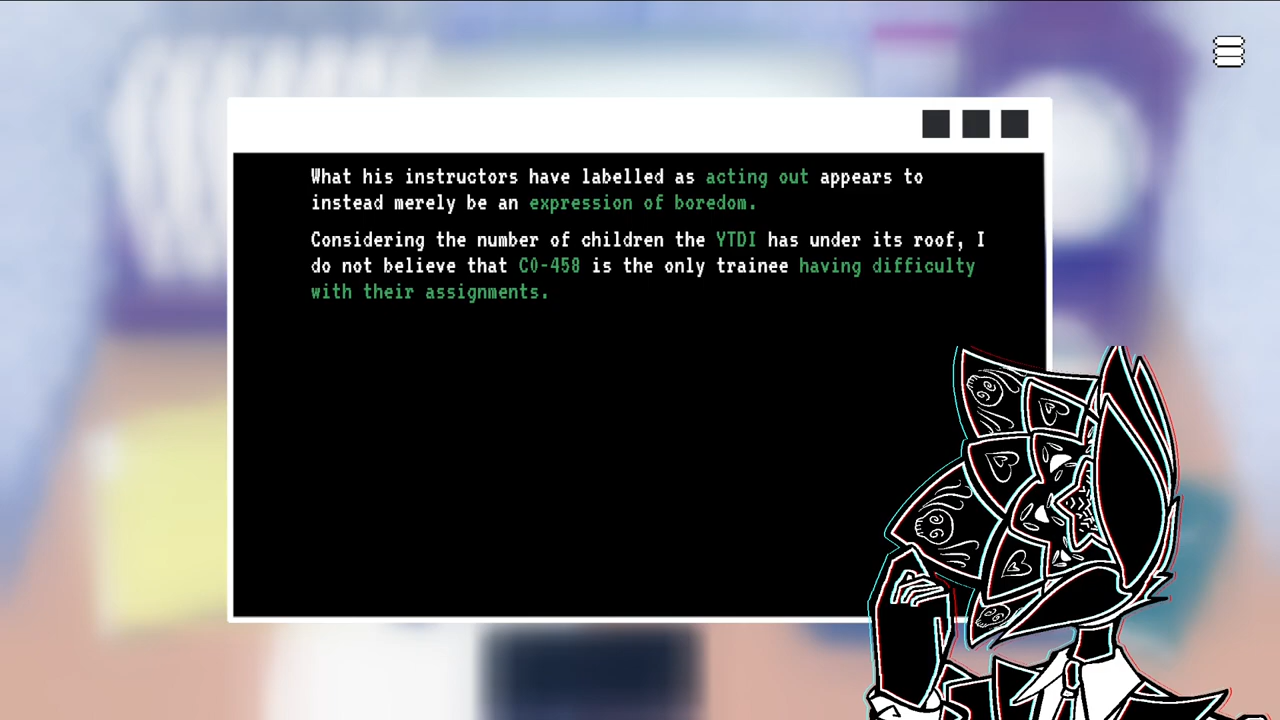 What his instructors have labelled as acting out appears to
instead merely be an expression of boredom.
Considering the number of children the YTDI has under its roof, I
do not believe that C0-458 is the only trainee having difficulty
with their assignments.